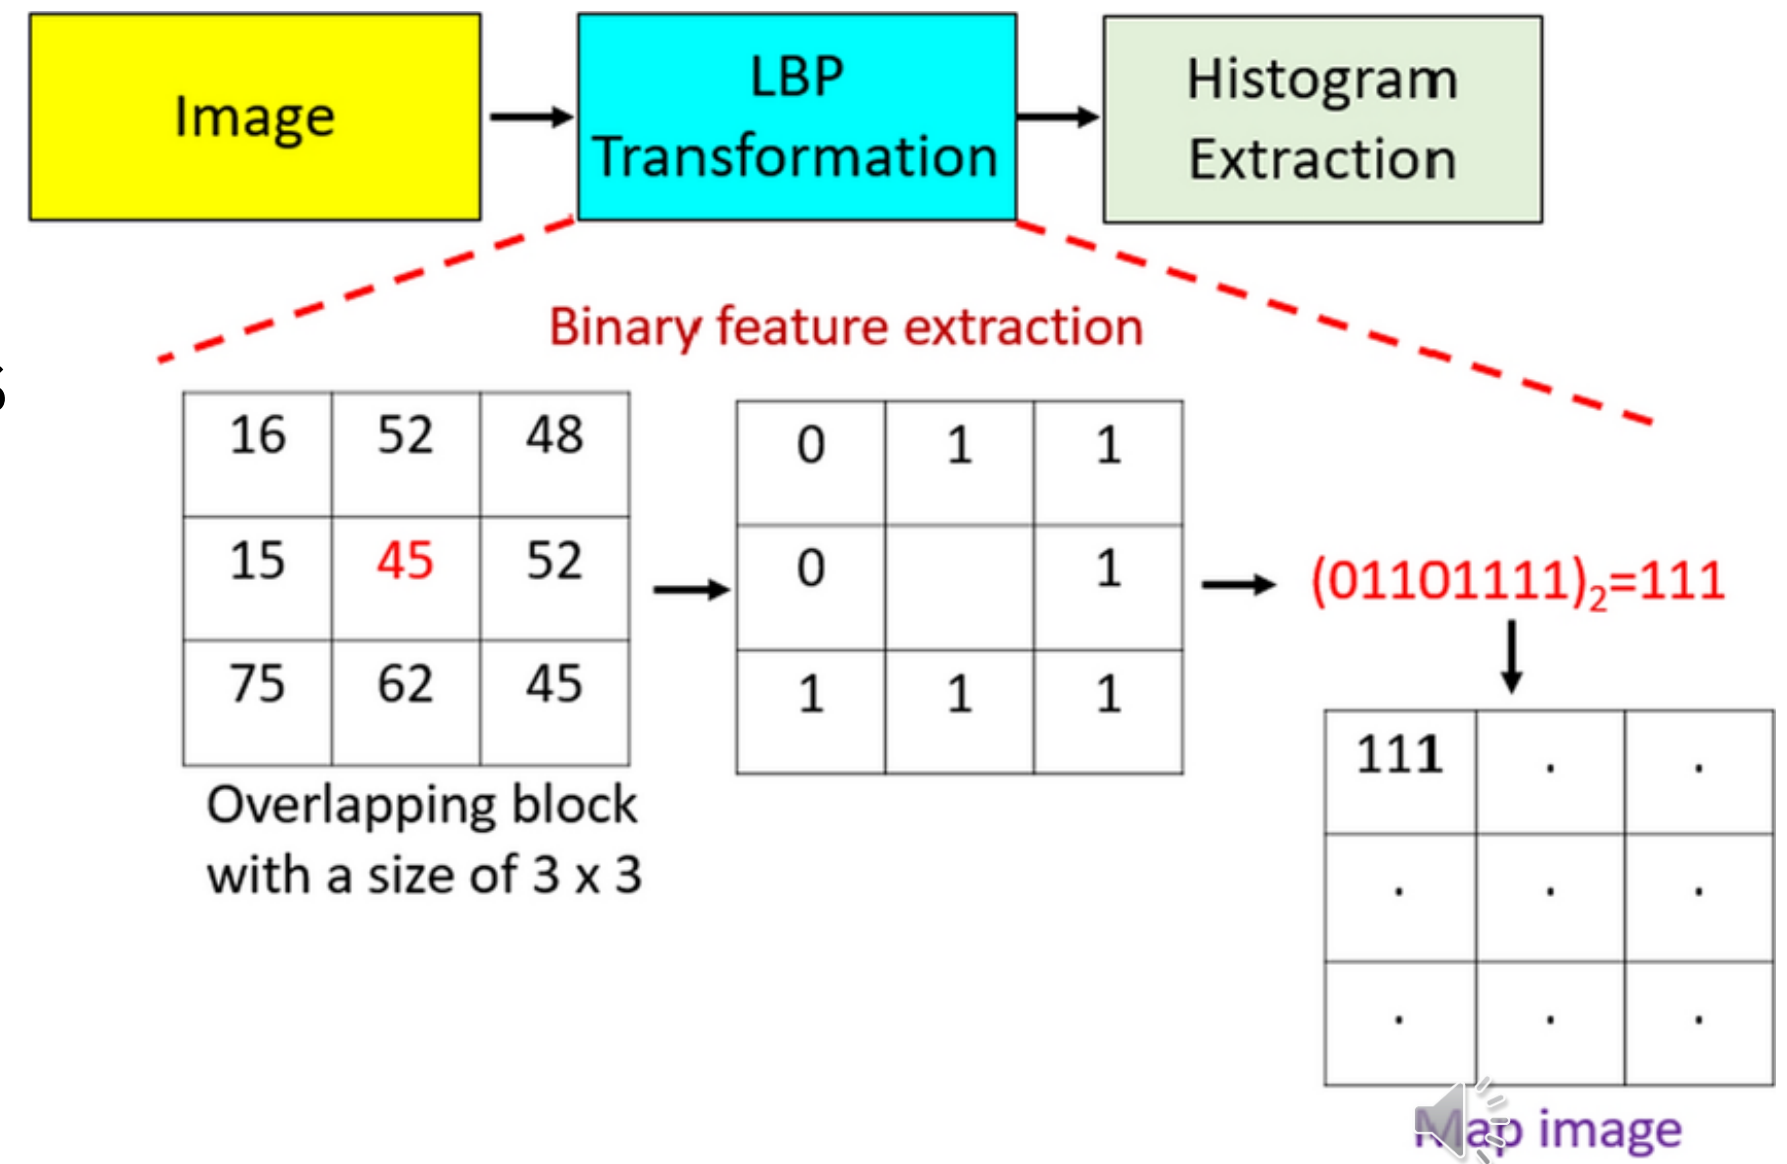 Image
LBP
Transformation
Histogram
Extraction
Binary feature extraction
16 52 48
15 45 52
75 62 45
Overlapping block
with a size of 3 x 3
0 1 1
0 1
1 1 1
(01101111)₂=111
111 . .
. . .
. . .
Map image